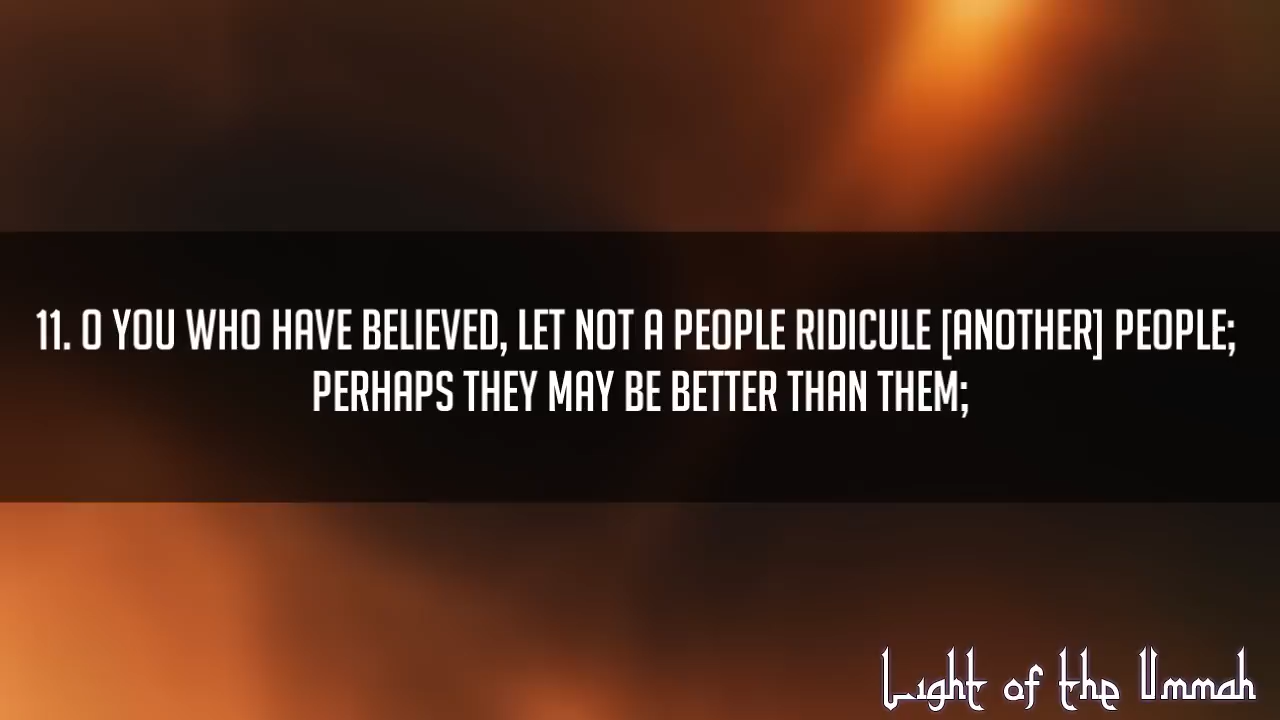 11. O YOU WHO HAVE BELIEVED, LET NOT A PEOPLE RIDICULE [ANOTHER] PEOPLE;
PERHAPS THEY MAY BE BETTER THAN THEM;
Light of the Ummah